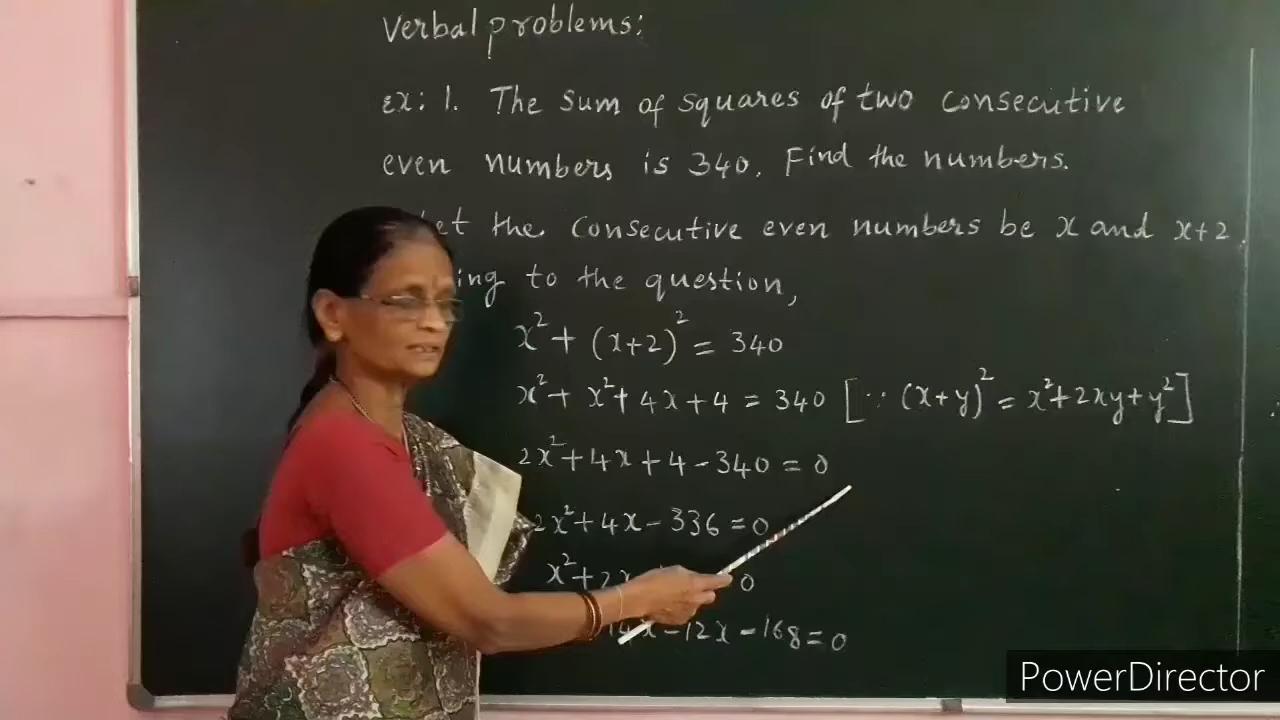 Verbal problems:
Ex: 1. The sum of squares of two consecutive
even numbers is 340. Find the numbers.
the consecutive even numbers be x and x+2.
to the question,
x² + (x+2)² = 340
x² + x² + 4x + 4 = 340 [∵ (x+y)² = x² + 2xy + y²]
2x² + 4x + 4 - 340 = 0
2x² + 4x - 336 = 0
x² + 2x 0
14x - 12x - 168 = 0
PowerDirector